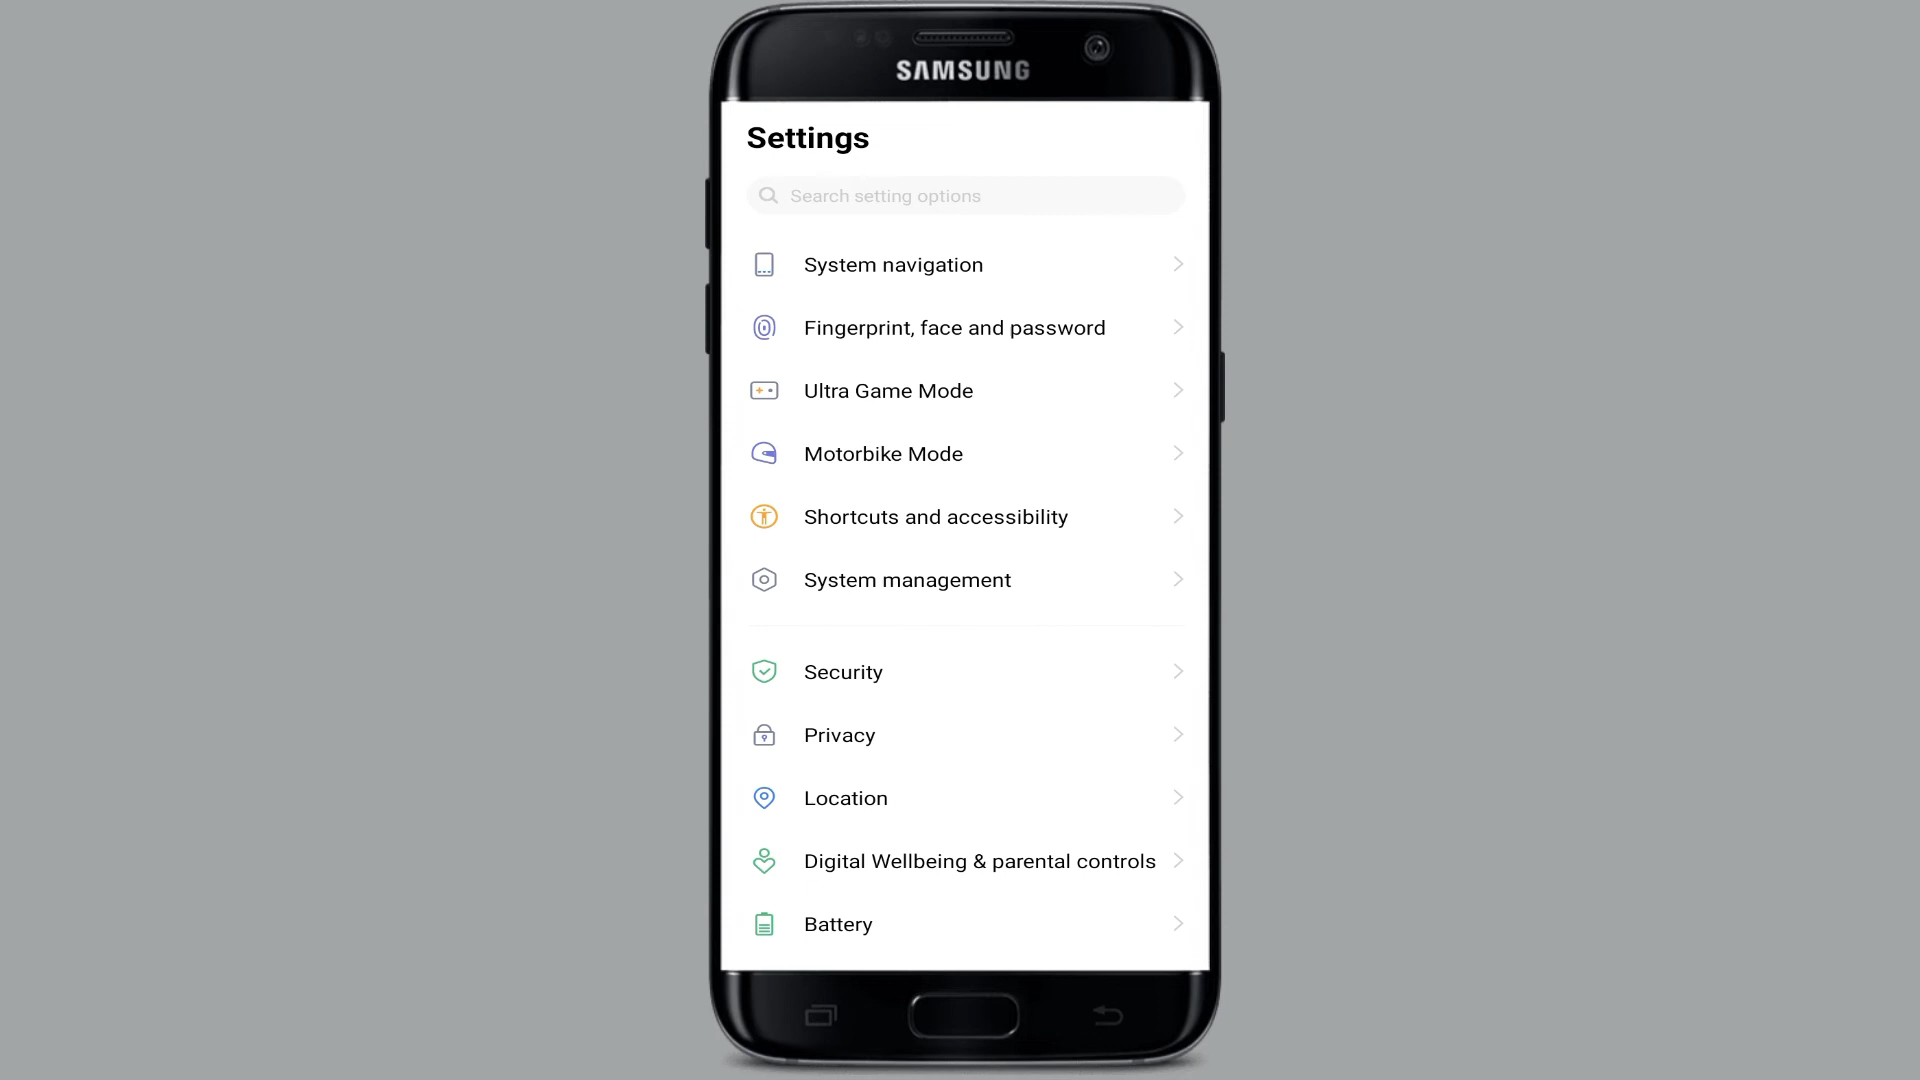 SAMSUNG
Settings
Search setting options
System navigation
Fingerprint, face and password
Ultra Game Mode
Motorbike Mode
Shortcuts and accessibility
System management
Security
Privacy
Location
Digital Wellbeing & parental controls
Battery